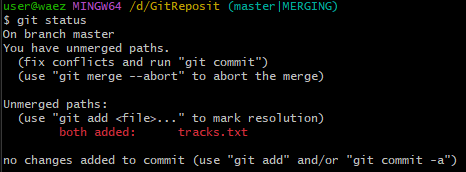 user@waez MINGW64 /d/GitReposit (master|MERGING)
$ git status
On branch master
You have unmerged paths.
  (fix conflicts and run "git commit")
  (use "git merge --abort" to abort the merge)

Unmerged paths:
  (use "git add <file>..." to mark resolution)
        both added:      tracks.txt

no changes added to commit (use "git add" and/or "git commit -a")